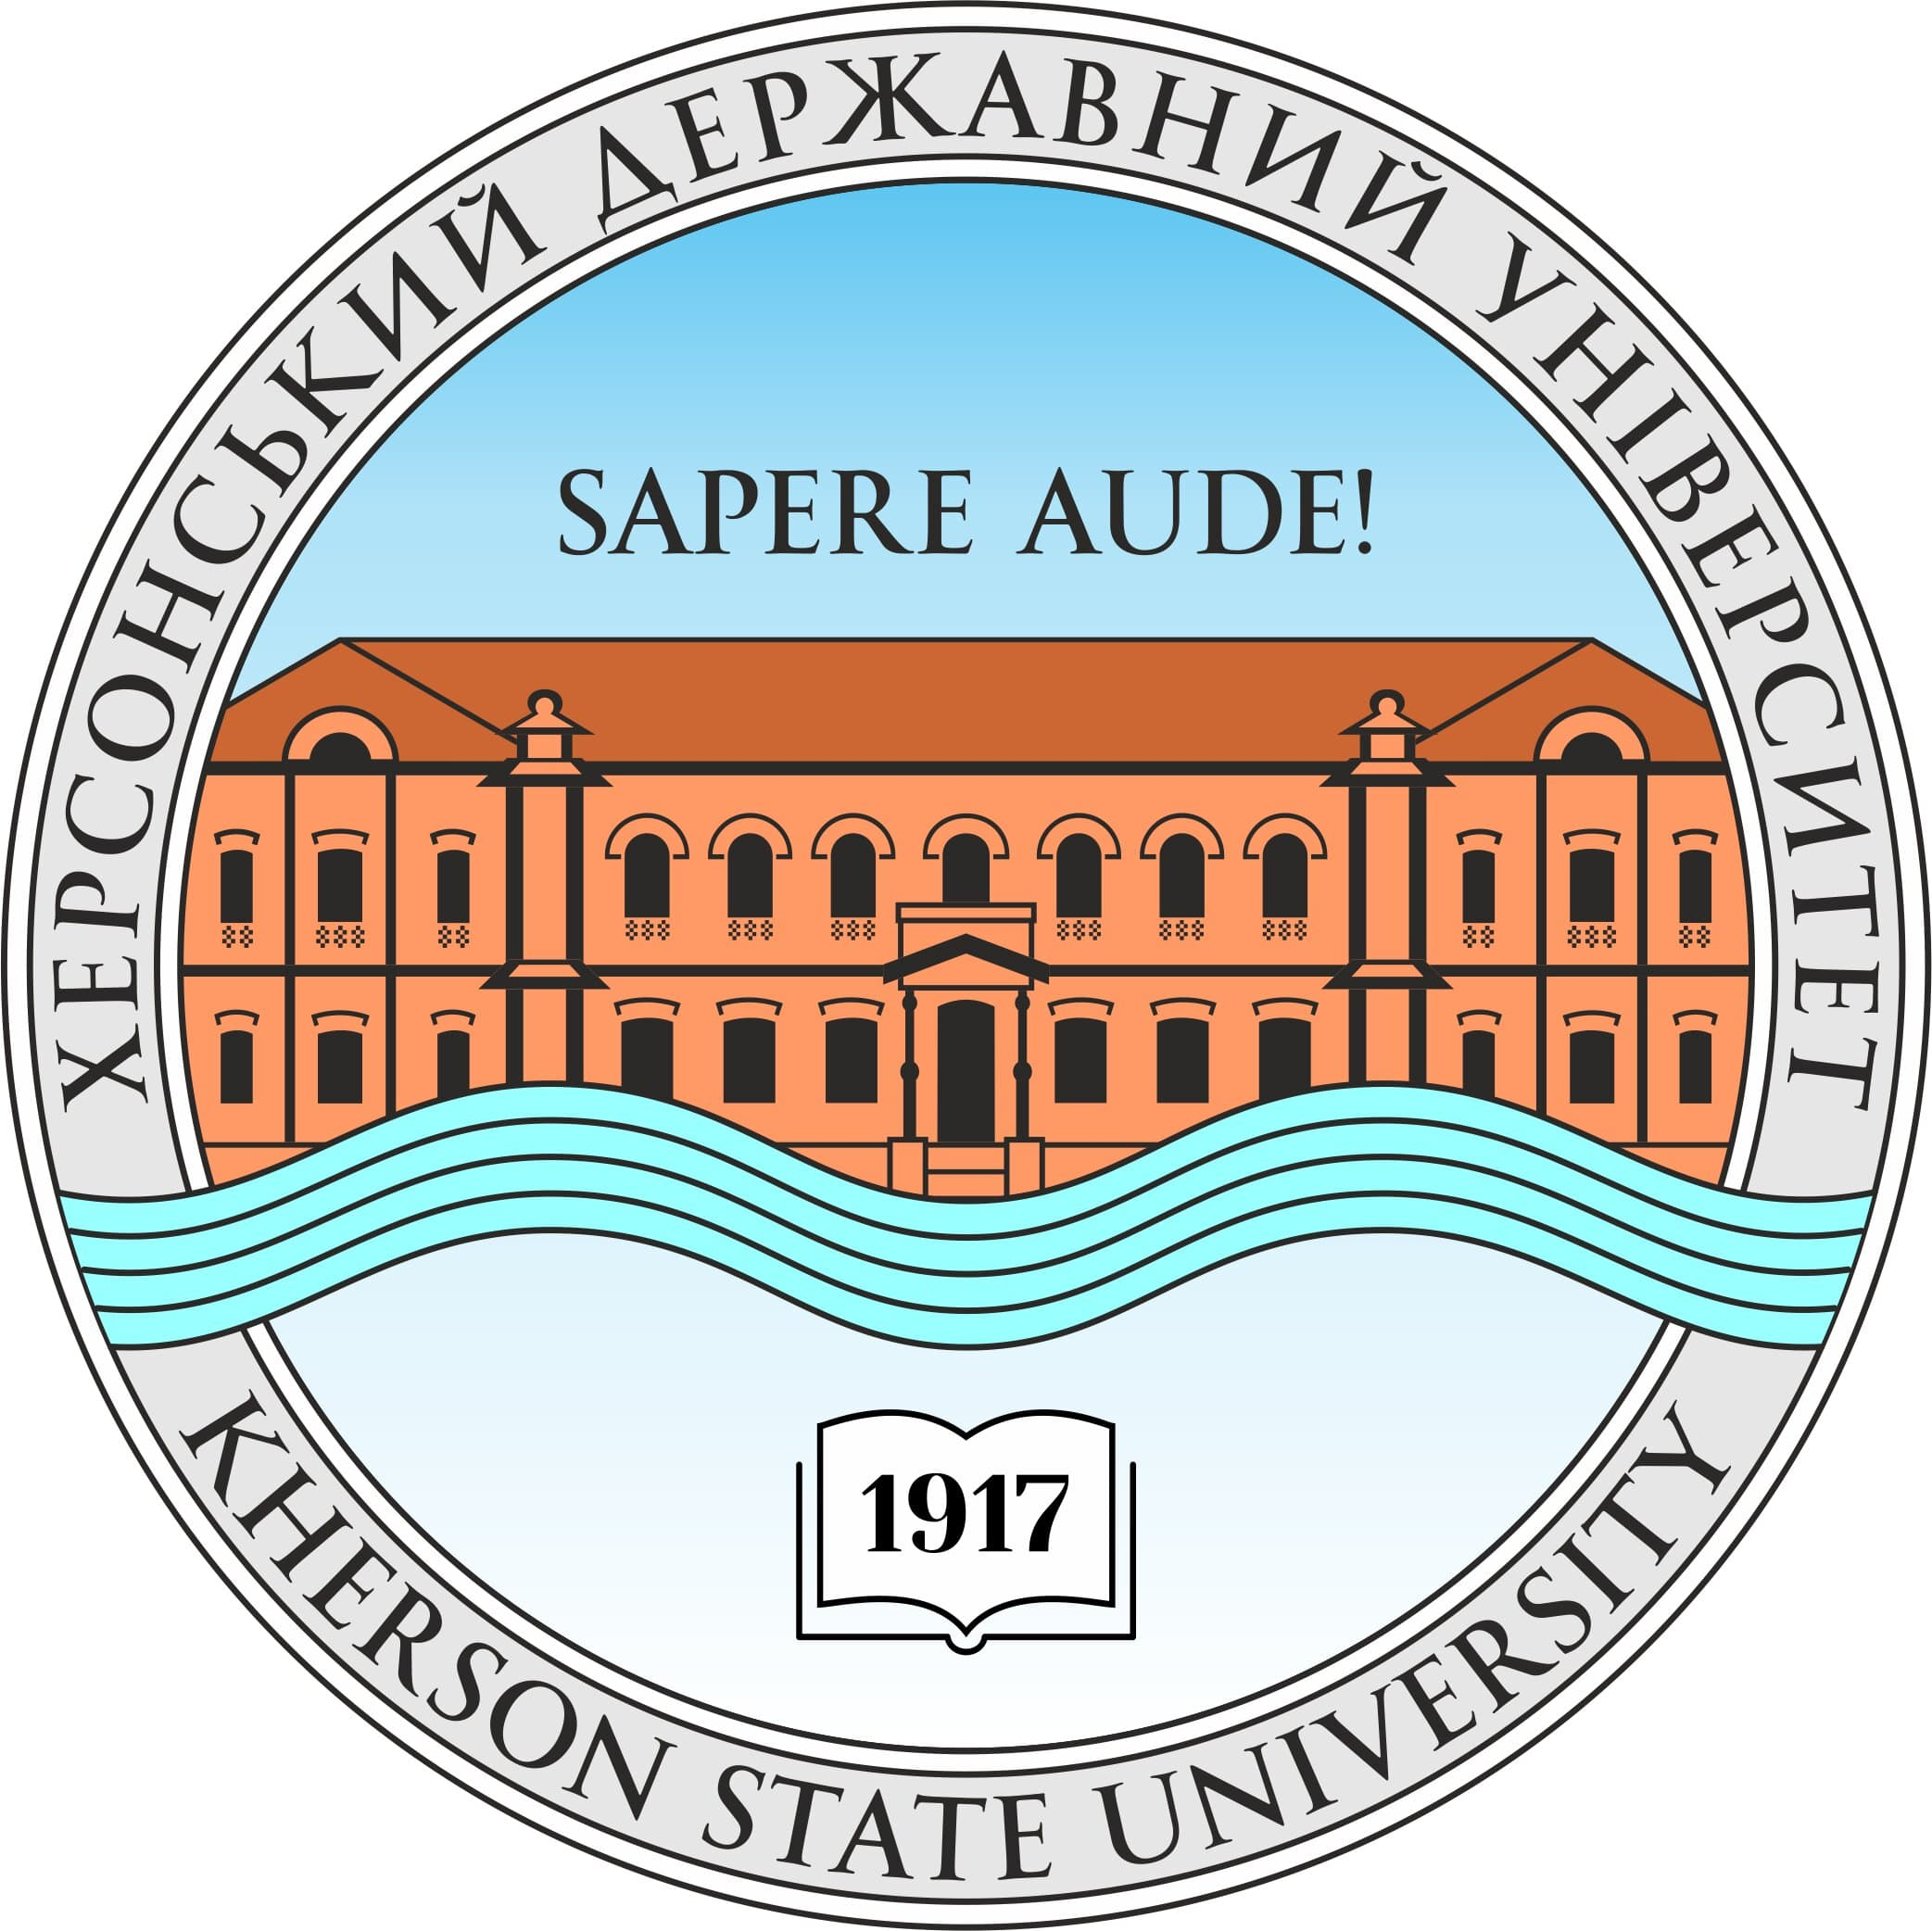 ХЕРСОНСЬКИЙ ДЕРЖАВНИЙ УНІВЕРСИТЕТ
SAPERE AUDE!
1917
KHERSON STATE UNIVERSITY